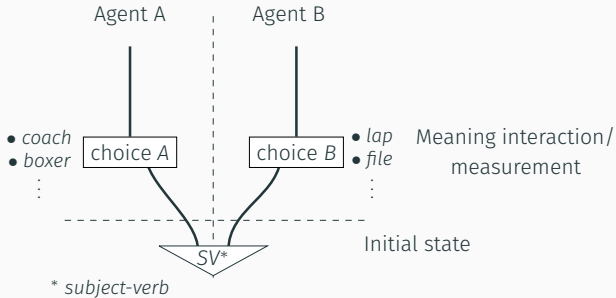 Agent A
Agent B
• coach
• boxer
⋮
choice A
choice B
• lap
• file
⋮
Meaning interaction/
measurement
Initial state
SV*
* subject-verb